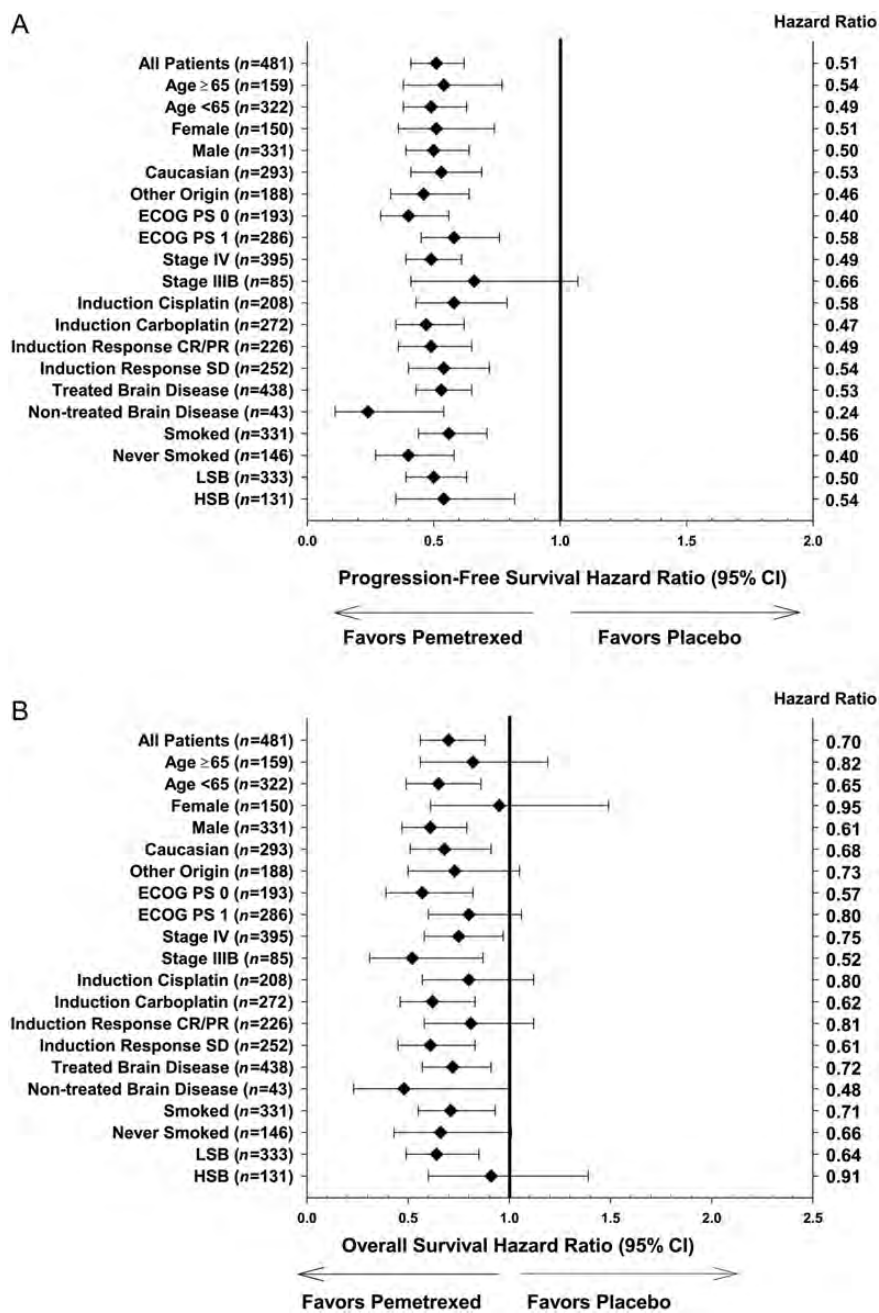 A
Hazard Ratio
All Patients (n=481) 0.51
Age ≥65 (n=159) 0.54
Age <65 (n=322) 0.49
Female (n=150) 0.51
Male (n=331) 0.50
Caucasian (n=293) 0.53
Other Origin (n=188) 0.46
ECOG PS 0 (n=193) 0.40
ECOG PS 1 (n=286) 0.58
Stage IV (n=395) 0.49
Stage IIIB (n=85) 0.66
Induction Cisplatin (n=208) 0.58
Induction Carboplatin (n=272) 0.47
Induction Response CR/PR (n=226) 0.49
Induction Response SD (n=252) 0.54
Treated Brain Disease (n=438) 0.53
Non-treated Brain Disease (n=43) 0.24
Smoked (n=331) 0.56
Never Smoked (n=146) 0.40
LSB (n=333) 0.50
HSB (n=131) 0.54
0.0 0.5 1.0 1.5 2.0
Progression-Free Survival Hazard Ratio (95% CI)
Favors Pemetrexed Favors Placebo
B
Hazard Ratio
All Patients (n=481) 0.70
Age ≥65 (n=159) 0.82
Age <65 (n=322) 0.65
Female (n=150) 0.95
Male (n=331) 0.61
Caucasian (n=293) 0.68
Other Origin (n=188) 0.73
ECOG PS 0 (n=193) 0.57
ECOG PS 1 (n=286) 0.80
Stage IV (n=395) 0.75
Stage IIIB (n=85) 0.52
Induction Cisplatin (n=208) 0.80
Induction Carboplatin (n=272) 0.62
Induction Response CR/PR (n=226) 0.81
Induction Response SD (n=252) 0.61
Treated Brain Disease (n=438) 0.72
Non-treated Brain Disease (n=43) 0.48
Smoked (n=331) 0.71
Never Smoked (n=146) 0.66
LSB (n=333) 0.64
HSB (n=131) 0.91
0.0 0.5 1.0 1.5 2.0 2.5
Overall Survival Hazard Ratio (95% CI)
Favors Pemetrexed Favors Placebo